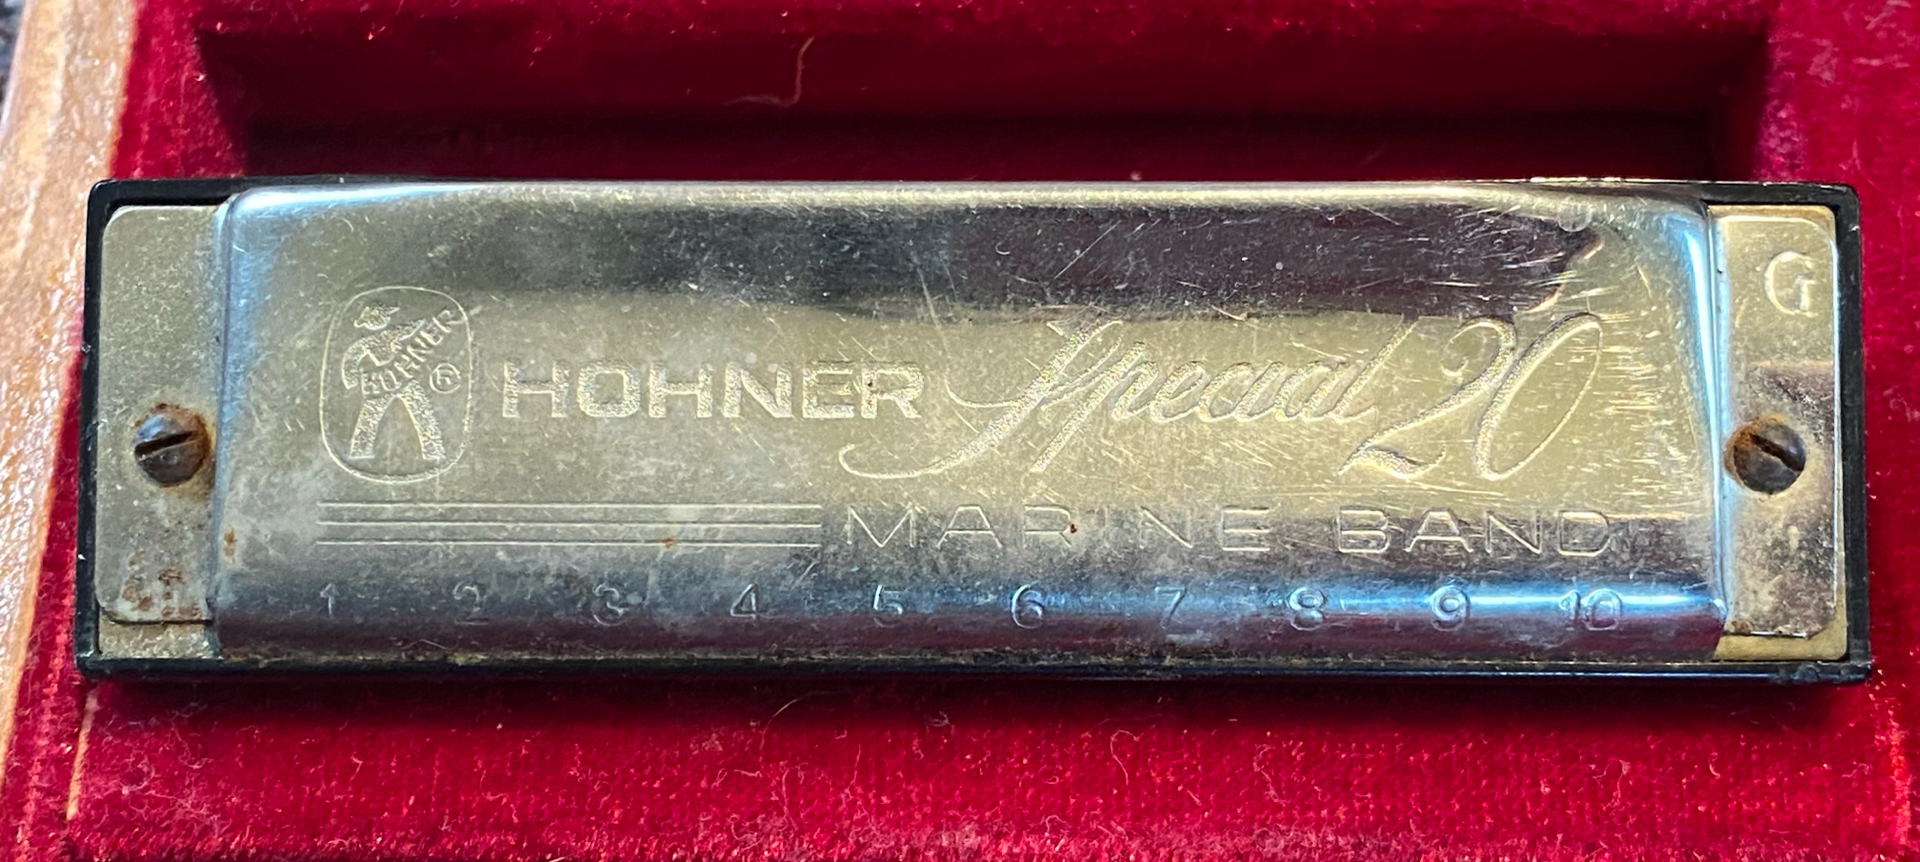 G
HOHNER ®
HOHNER Special 20
MARINE BAND
1 2 3 4 5 6 7 8 9 10